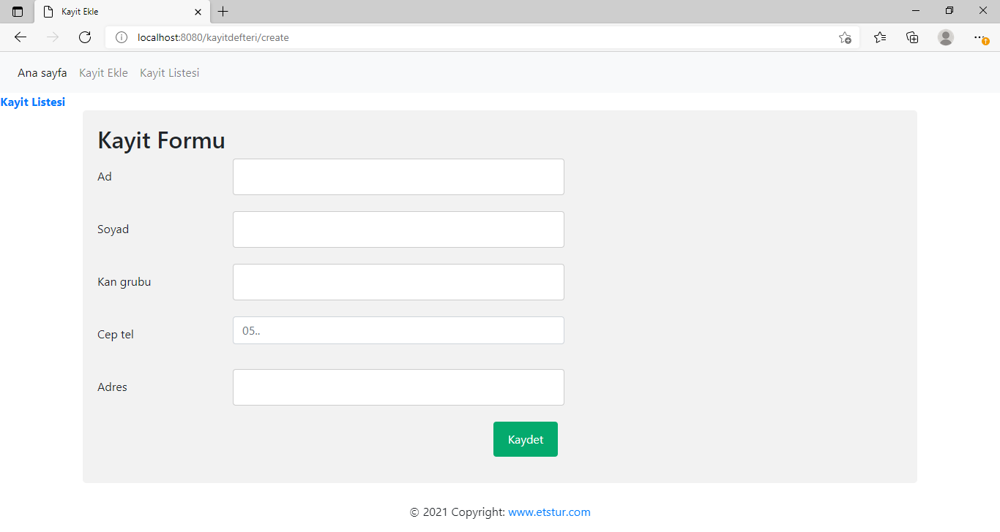 Kayit Ekle
localhost:8080/kayitdefteri/create
Ana sayfa Kayit Ekle Kayit Listesi
Kayit Listesi
Kayit Formu
Ad
Soyad
Kan grubu
Cep tel 05..
Adres
Kaydet
© 2021 Copyright: www.etstur.com